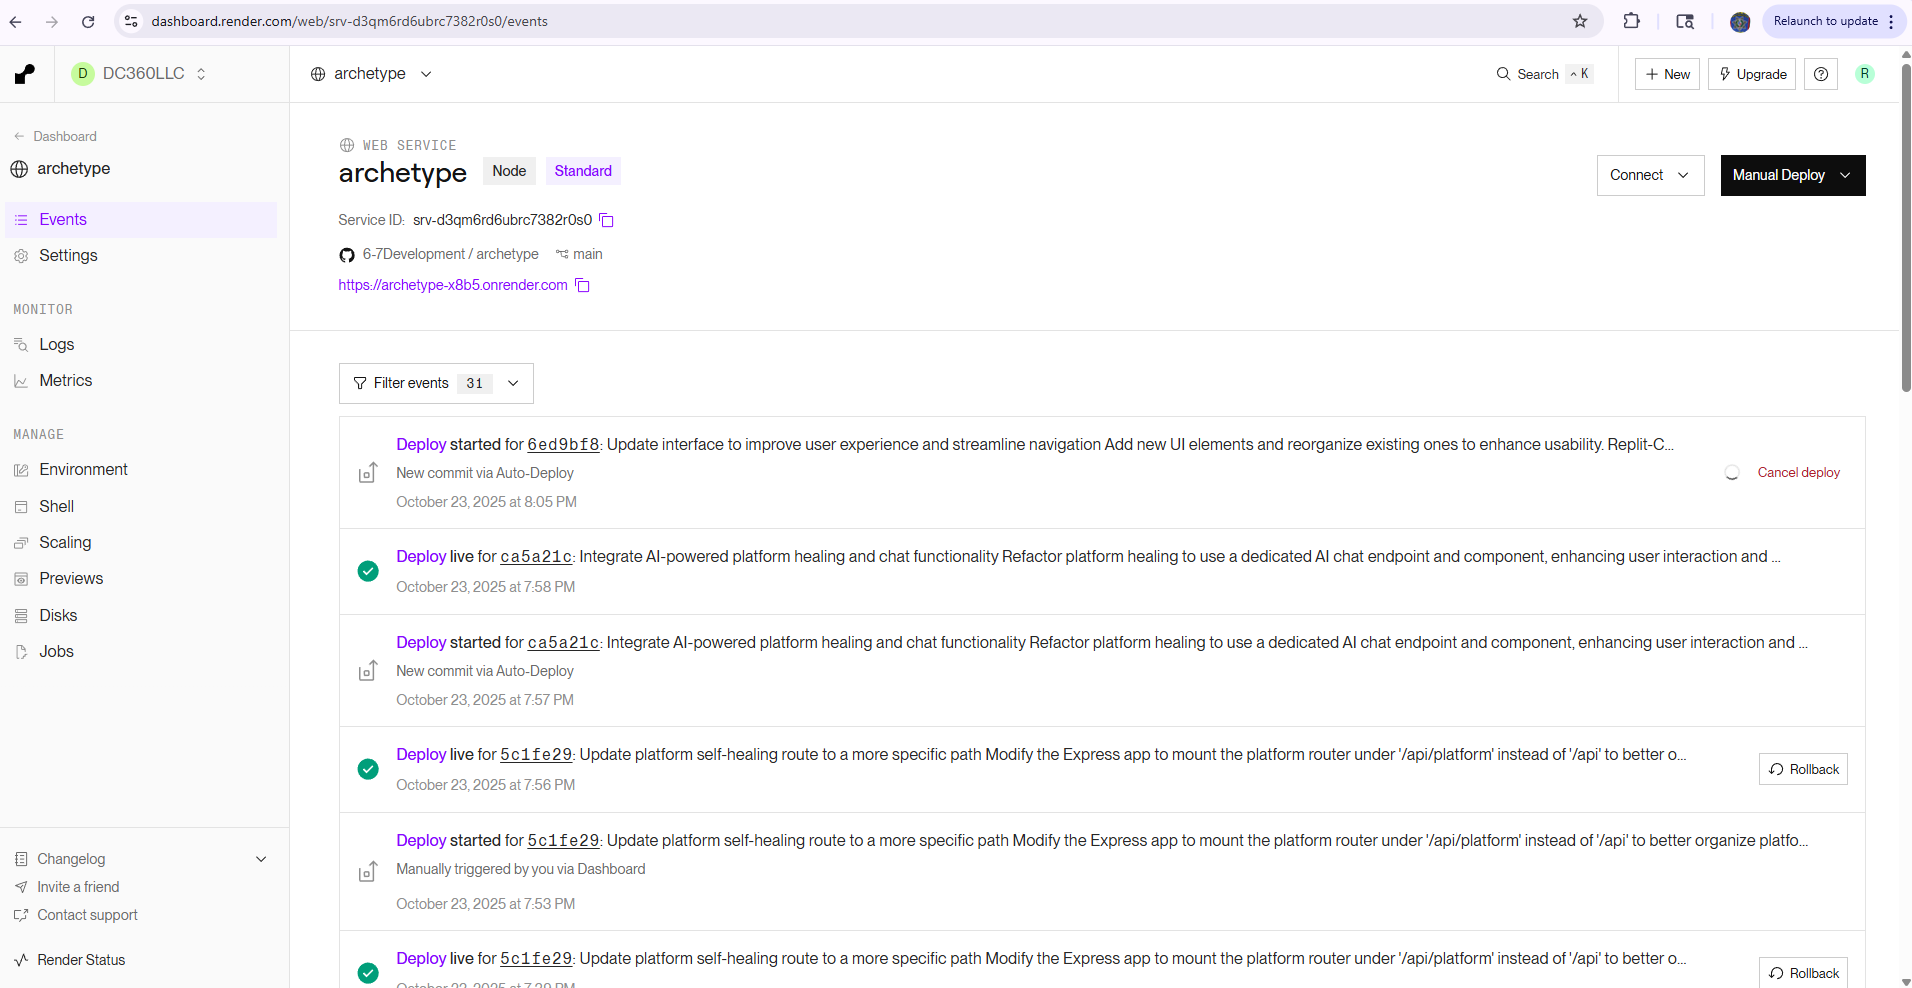 dashboard.render.com/web/srv-d3qm6rd6ubrc7382r0s0/events
Relaunch to update
D DC360LLC
archetype
Search ⌃ K
New
Upgrade
R
Dashboard
archetype
Events
Settings
MONITOR
Logs
Metrics
MANAGE
Environment
Shell
Scaling
Previews
Disks
Jobs
Changelog
Invite a friend
Contact support
Render Status
WEB SERVICE
archetype Node Standard
Connect
Manual Deploy
Service ID: srv-d3qm6rd6ubrc7382r0s0
6-7Development / archetype main
https://archetype-x8b5.onrender.com
Filter events 31
Deploy started for 6ed9bf8: Update interface to improve user experience and streamline navigation Add new UI elements and reorganize existing ones to enhance usability. Replit-C...
New commit via Auto-Deploy
October 23, 2025 at 8:05 PM
Cancel deploy
Deploy live for ca5a21c: Integrate AI-powered platform healing and chat functionality Refactor platform healing to use a dedicated AI chat endpoint and component, enhancing user interaction and ...
October 23, 2025 at 7:58 PM
Deploy started for ca5a21c: Integrate AI-powered platform healing and chat functionality Refactor platform healing to use a dedicated AI chat endpoint and component, enhancing user interaction and ...
New commit via Auto-Deploy
October 23, 2025 at 7:57 PM
Deploy live for 5c1fe29: Update platform self-healing route to a more specific path Modify the Express app to mount the platform router under '/api/platform' instead of '/api' to better o...
October 23, 2025 at 7:56 PM
Rollback
Deploy started for 5c1fe29: Update platform self-healing route to a more specific path Modify the Express app to mount the platform router under '/api/platform' instead of '/api' to better organize platfo...
Manually triggered by you via Dashboard
October 23, 2025 at 7:53 PM
Deploy live for 5c1fe29: Update platform self-healing route to a more specific path Modify the Express app to mount the platform router under '/api/platform' instead of '/api' to better o...
Rollback